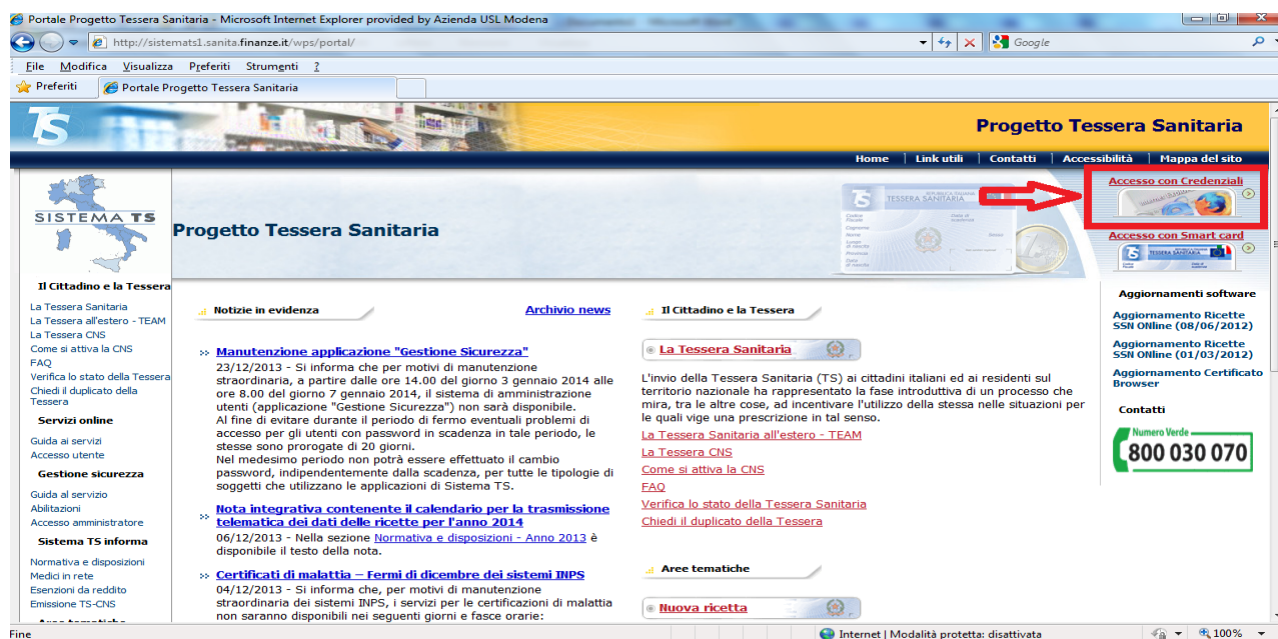 Portale Progetto Tessera Sanitaria - Microsoft Internet Explorer provided by Azienda USL Modena
http://sistemats1.sanita.finanze.it/wps/portal/
Google
File Modifica Visualizza Preferiti Strumenti ?
Preferiti
Portale Progetto Tessera Sanitaria
TS
Progetto Tessera Sanitaria
Home | Link utili | Contatti | Accessibilità | Mappa del sito
SISTEMA TS
Progetto Tessera Sanitaria
TESSERA SANITARIA
Accesso con Credenziali
Accesso con Smart card
TESSERA SANITARIA
Il Cittadino e la Tessera
La Tessera Sanitaria
La Tessera all'estero - TEAM
La Tessera CNS
Come si attiva la CNS
FAQ
Verifica lo stato della Tessera
Chiedi il duplicato della
Tessera
Servizi online
Guida ai servizi
Accesso utente
Gestione sicurezza
Guida al servizio
Abilitazioni
Accesso amministratore
Sistema TS informa
Normativa e disposizioni
Medici in rete
Esenzioni da reddito
Emissione TS-CNS
Aree tematiche
Notizie in evidenza
Archivio news
Manutenzione applicazione "Gestione Sicurezza"
23/12/2013 - Si informa che per motivi di manutenzione
straordinaria, a partire dalle ore 14.00 del giorno 3 gennaio 2014 alle
ore 8.00 del giorno 7 gennaio 2014, il sistema di amministrazione
utenti (applicazione "Gestione Sicurezza") non sarà disponibile.
Al fine di evitare durante il periodo di fermo eventuali problemi di
accesso per gli utenti con password in scadenza in tale periodo, le
stesse sono prorogate di 20 giorni.
Nel medesimo periodo non potrà essere effettuato il cambio
password, indipendentemente dalla scadenza, per tutte le tipologie di
soggetti che utilizzano le applicazioni di Sistema TS.
Nota integrativa contenente il calendario per la trasmissione
telematica dei dati delle ricette per l'anno 2014
06/12/2013 - Nella sezione Normativa e disposizioni - Anno 2013 è
disponibile il testo della nota.
Certificati di malattia – Fermi di dicembre dei sistemi INPS
04/12/2013 - Si informa che, per motivi di manutenzione
straordinaria dei sistemi INPS, i servizi per le certificazioni di malattia
non saranno disponibili nei seguenti giorni e fasce orarie:
Il Cittadino e la Tessera
La Tessera Sanitaria
L'invio della Tessera Sanitaria (TS) ai cittadini italiani ed ai residenti sul
territorio nazionale ha rappresentato la fase introduttiva di un processo che
mira, tra le altre cose, ad incentivare l'utilizzo della stessa nelle situazioni per
le quali vige una prescrizione in tal senso.
La Tessera Sanitaria all'estero - TEAM
La Tessera CNS
Come si attiva la CNS
FAQ
Verifica lo stato della Tessera Sanitaria
Chiedi il duplicato della Tessera
Aree tematiche
Nuova ricetta
Aggiornamenti software
Aggiornamento Ricette
SSN ONline (08/06/2012)
Aggiornamento Ricette
SSN ONline (01/03/2012)
Aggiornamento Certificato
Browser
Contatti
Numero Verde
800 030 070
Fine
Internet | Modalità protetta: disattivata
100%